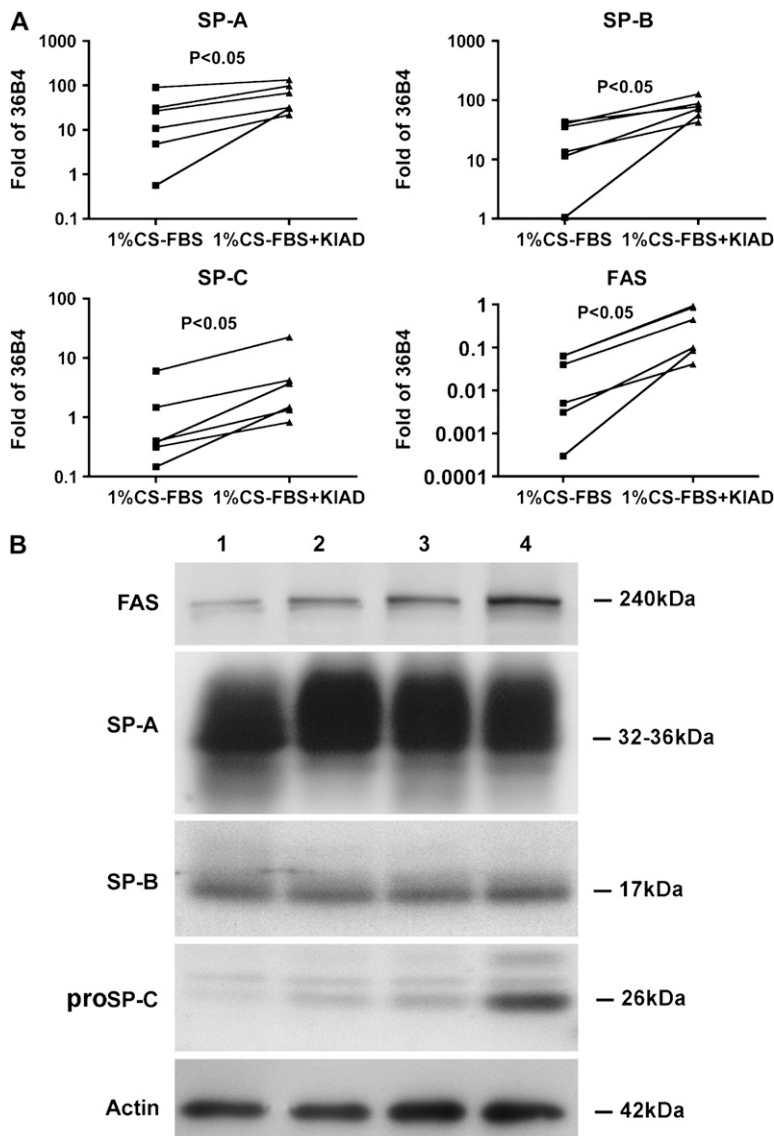 A
SP-A
SP-B
1000
100
10
1
0.1
Fold of 36B4
P<0.05
1%CS-FBS 1%CS-FBS+KIAD
1000
100
10
1
Fold of 36B4
P<0.05
1%CS-FBS 1%CS-FBS+KIAD
SP-C
FAS
100
10
1
0.1
Fold of 36B4
P<0.05
1%CS-FBS 1%CS-FBS+KIAD
1
0.1
0.01
0.001
0.0001
Fold of 36B4
P<0.05
1%CS-FBS 1%CS-FBS+KIAD
B
1 2 3 4
FAS — 240kDa
SP-A — 32-36kDa
SP-B — 17kDa
proSP-C — 26kDa
Actin — 42kDa